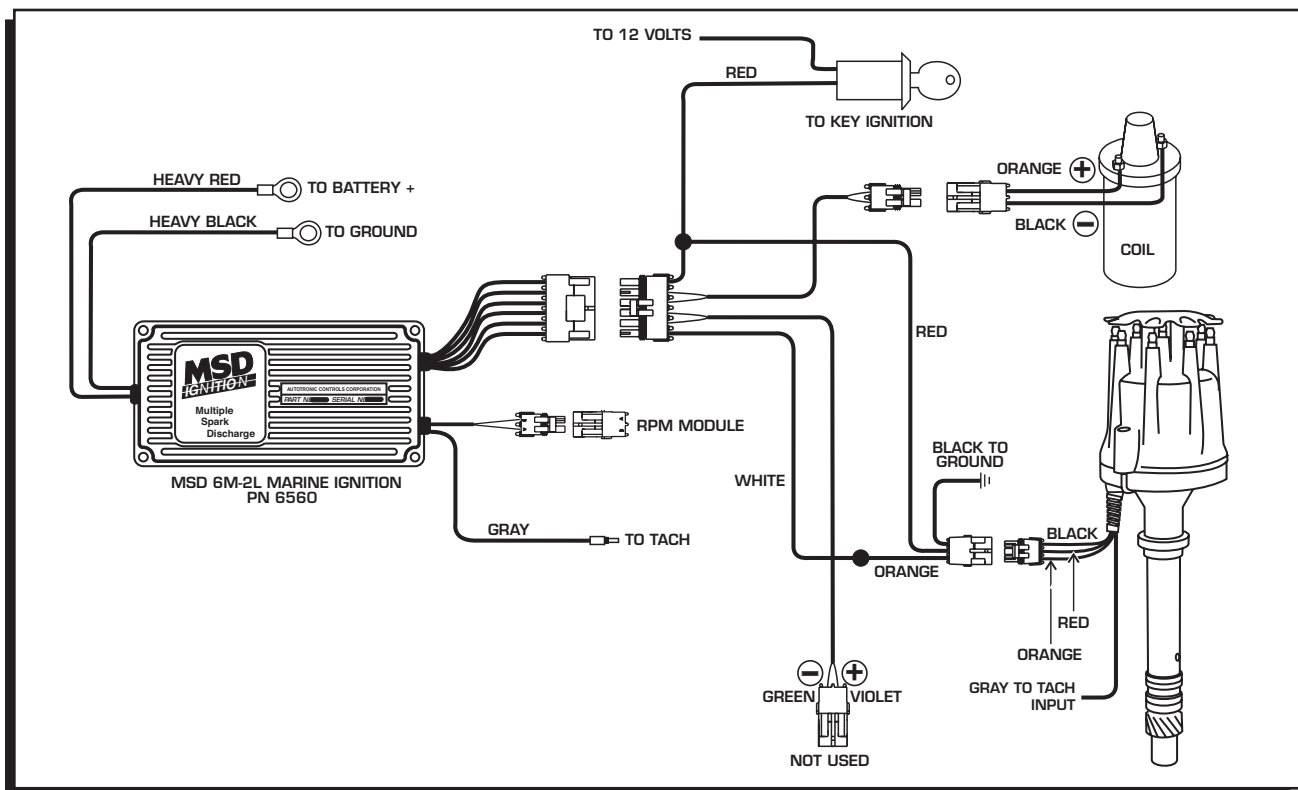 TO 12 VOLTS
RED
TO KEY IGNITION
HEAVY RED
TO BATTERY +
HEAVY BLACK
TO GROUND
ORANGE +
BLACK −
COIL
RED
MSD
IGNITION
Multiple
Spark
Discharge
AUTOTRONIC CONTROLS CORPORATION
PART N SERIAL N
RPM MODULE
MSD 6M-2L MARINE IGNITION
PN 6560
GRAY
TO TACH
WHITE
BLACK TO
GROUND
BLACK
ORANGE
RED
ORANGE
GRAY TO TACH
INPUT
− +
GREEN VIOLET
NOT USED